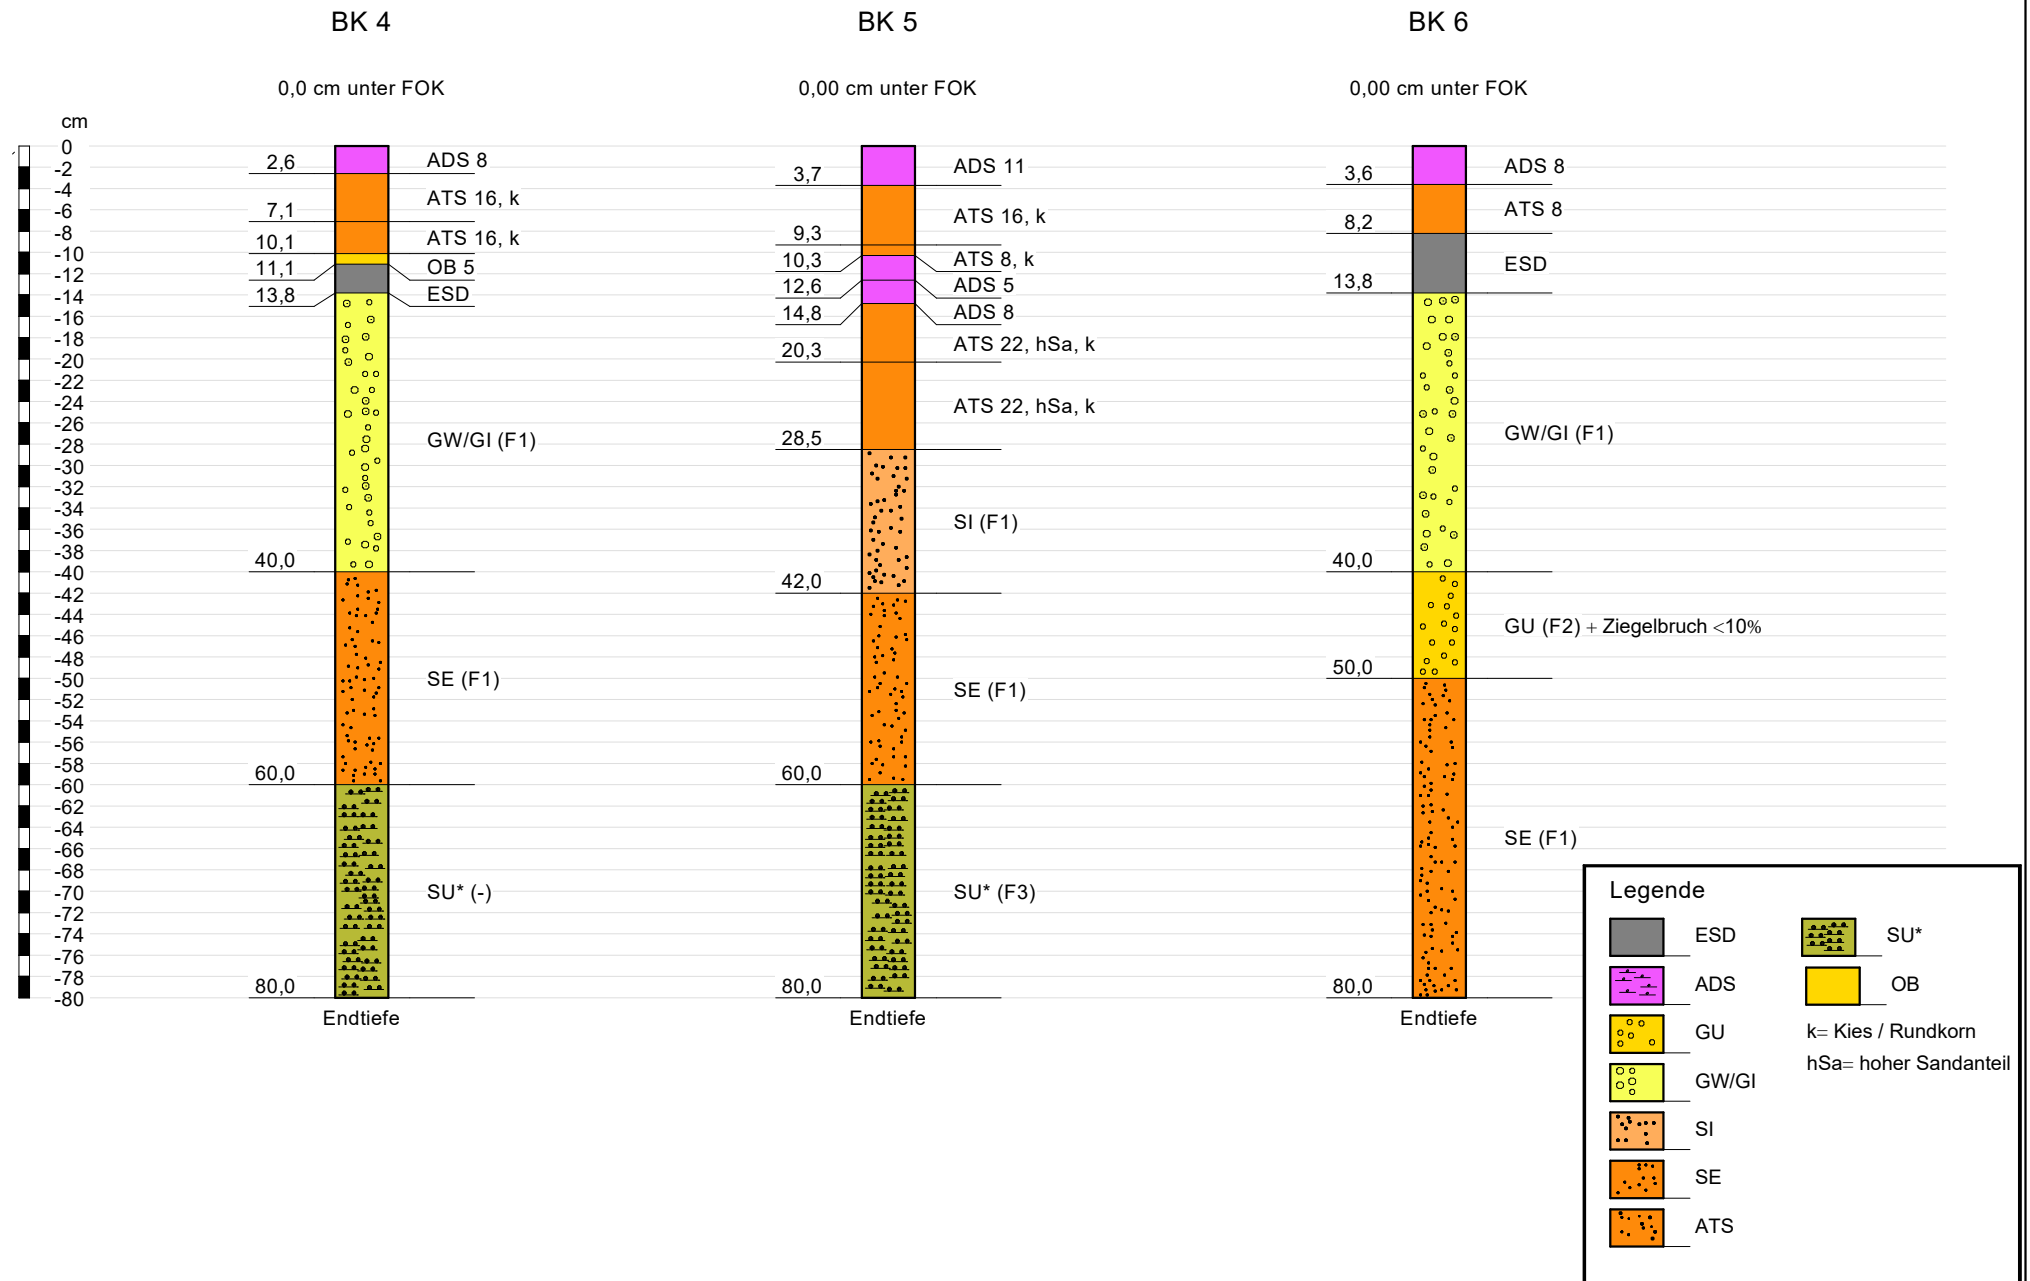 BK 4
BK 5
BK 6
0,0 cm unter FOK
0,00 cm unter FOK
0,00 cm unter FOK
cm
0
-2
-4
-6
-8
-10
-12
-14
-16
-18
-20
-22
-24
-26
-28
-30
-32
-34
-36
-38
-40
-42
-44
-46
-48
-50
-52
-54
-56
-58
-60
-62
-64
-66
-68
-70
-72
-74
-76
-78
-80
2,6 ADS 8
7,1 ATS 16, k
10,1 ATS 16, k
11,1 OB 5
13,8 ESD
40,0 GW/GI (F1)
60,0 SE (F1)
80,0 SU* (-)
Endtiefe
3,7 ADS 11
9,3 ATS 16, k
10,3 ATS 8, k
12,6 ADS 5
14,8 ADS 8
20,3 ATS 22, hSa, k
28,5 ATS 22, hSa, k
42,0 SI (F1)
60,0 SE (F1)
80,0 SU* (F3)
Endtiefe
3,6 ADS 8
8,2 ATS 8
13,8 ESD
40,0 GW/GI (F1)
50,0 GU (F2) + Ziegelbruch <10%
80,0 SE (F1)
Endtiefe
Legende
ESD
ADS
GU
GW/GI
SI
SE
ATS
SU*
OB
k= Kies / Rundkorn
hSa= hoher Sandanteil